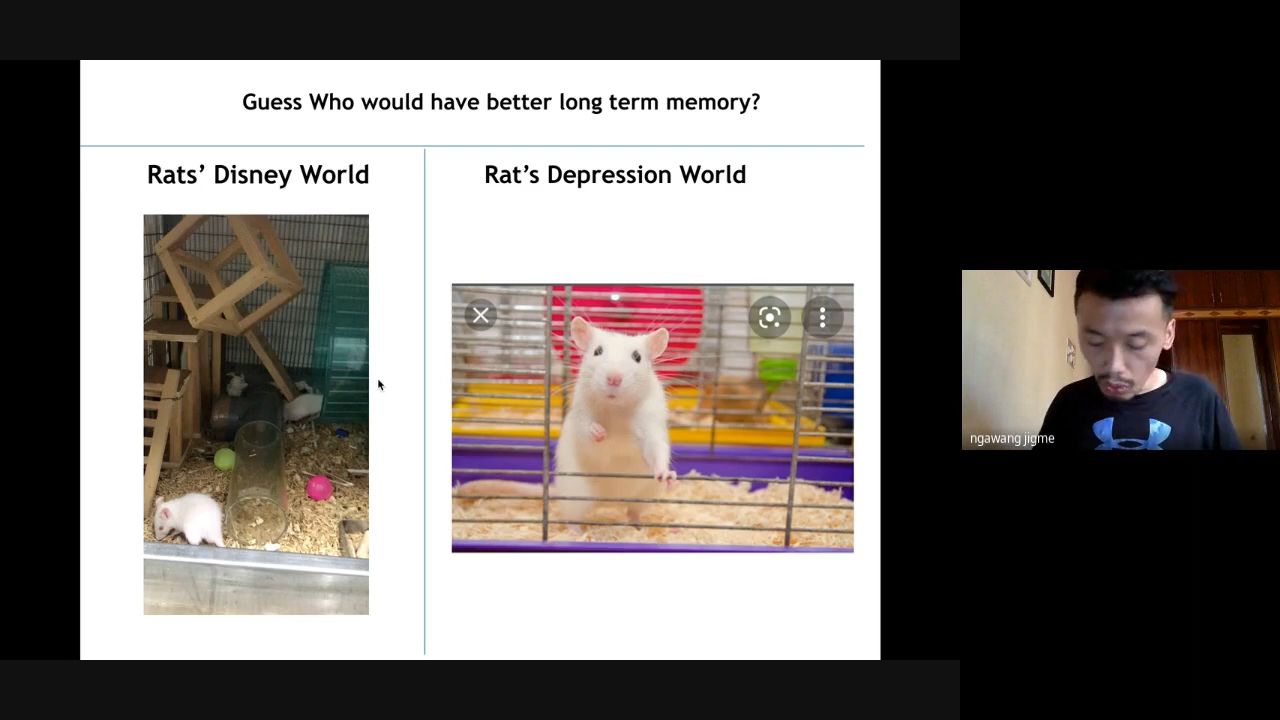 Guess Who would have better long term memory?
Rats’ Disney World
Rat’s Depression World
ngawang jigme